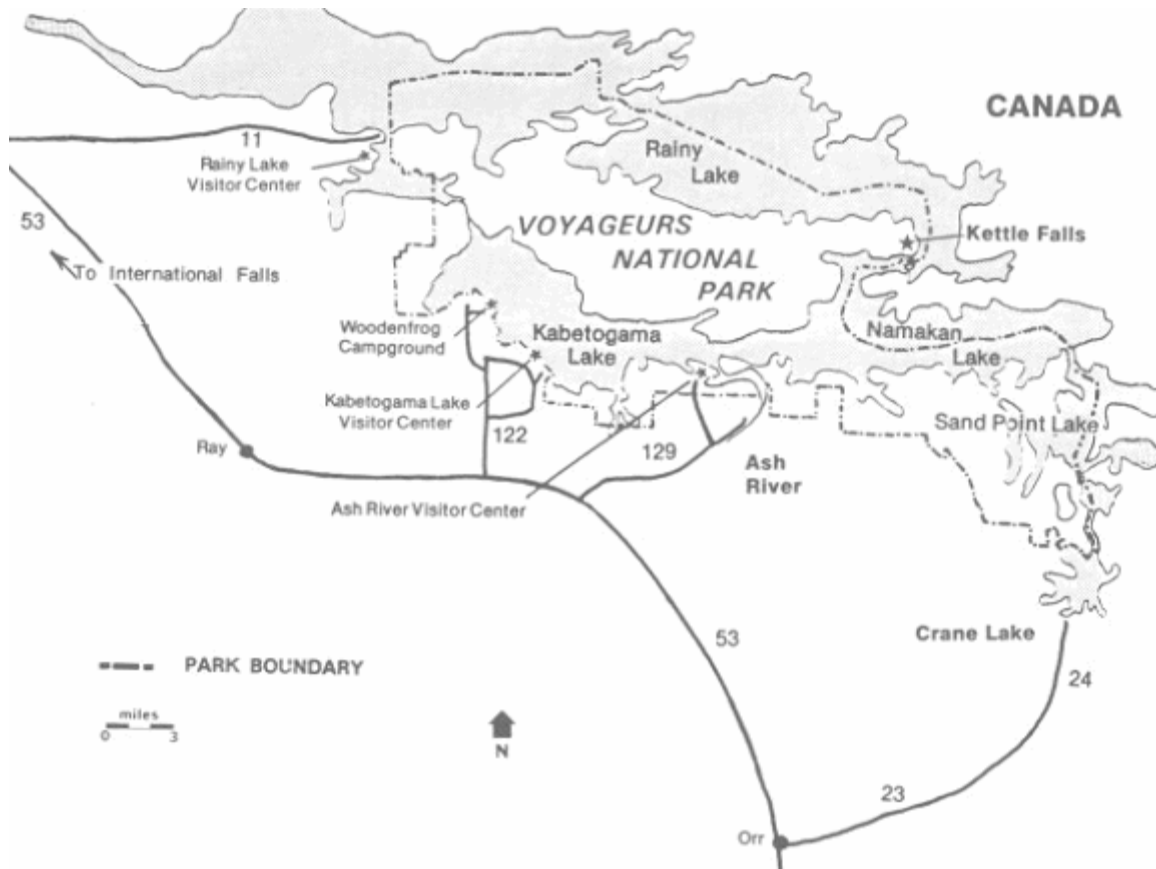 CANADA
11
Rainy Lake
Visitor Center
Rainy
Lake
53
To International Falls
VOYAGEURS
NATIONAL
PARK
Kettle Falls
Woodenfrog
Campground
Kabetogama
Lake
Namakan
Lake
Kabetogama Lake
Visitor Center
122
Sand Point Lake
Ray
129
Ash
River
Ash River Visitor Center
53
Crane Lake
PARK BOUNDARY
24
miles
0 3
N
23
Orr